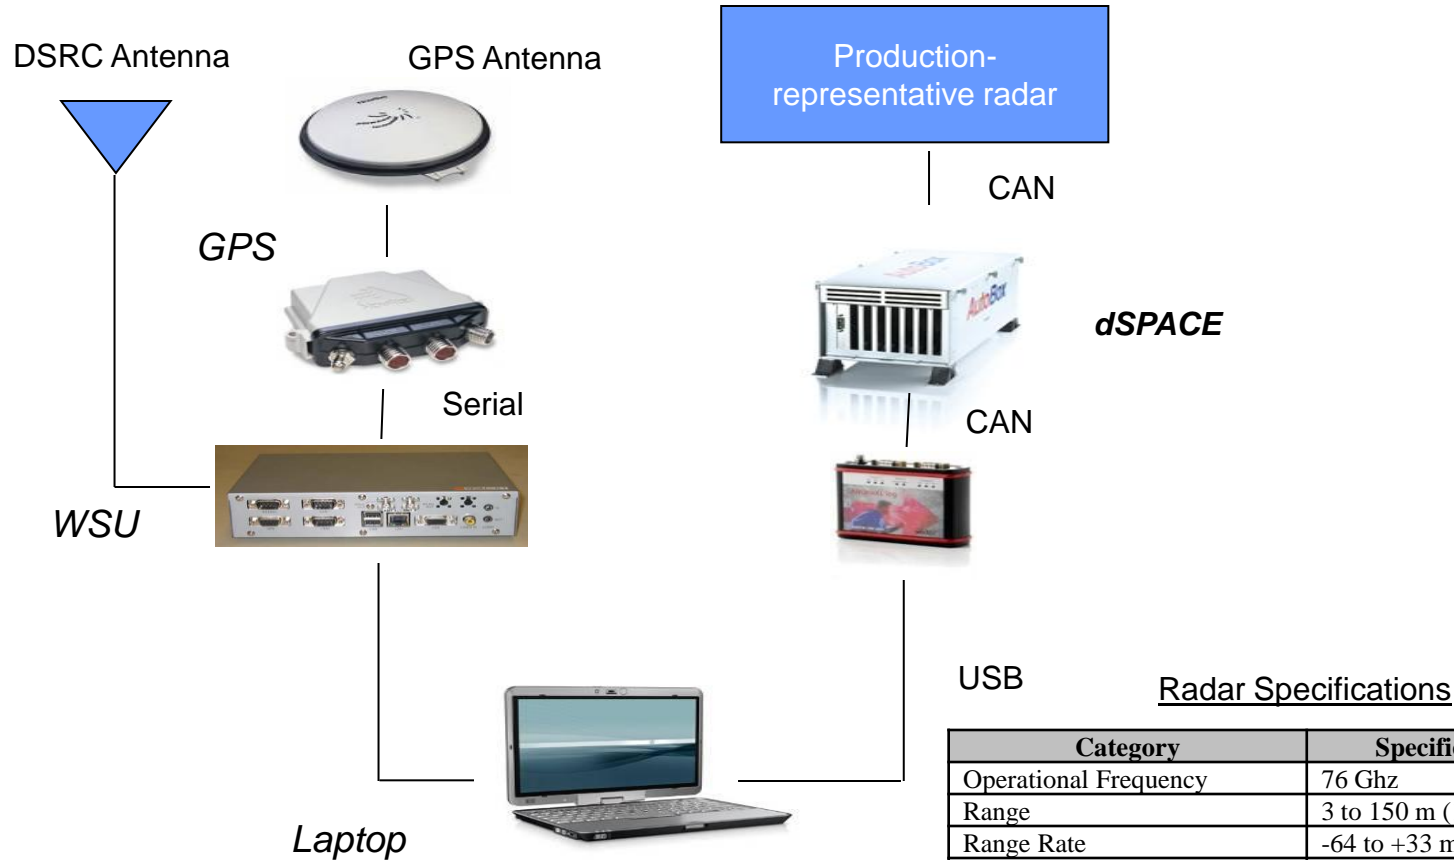 DSRC Antenna
GPS Antenna
Production-
representative radar
CAN
GPS
AutoBox
dSPACE
Serial
CAN
WSU
USB
Radar Specifications
Category
Operational Frequency 76 Ghz
Range 3 to 150 m (
Range Rate -64 to +33 m
Laptop